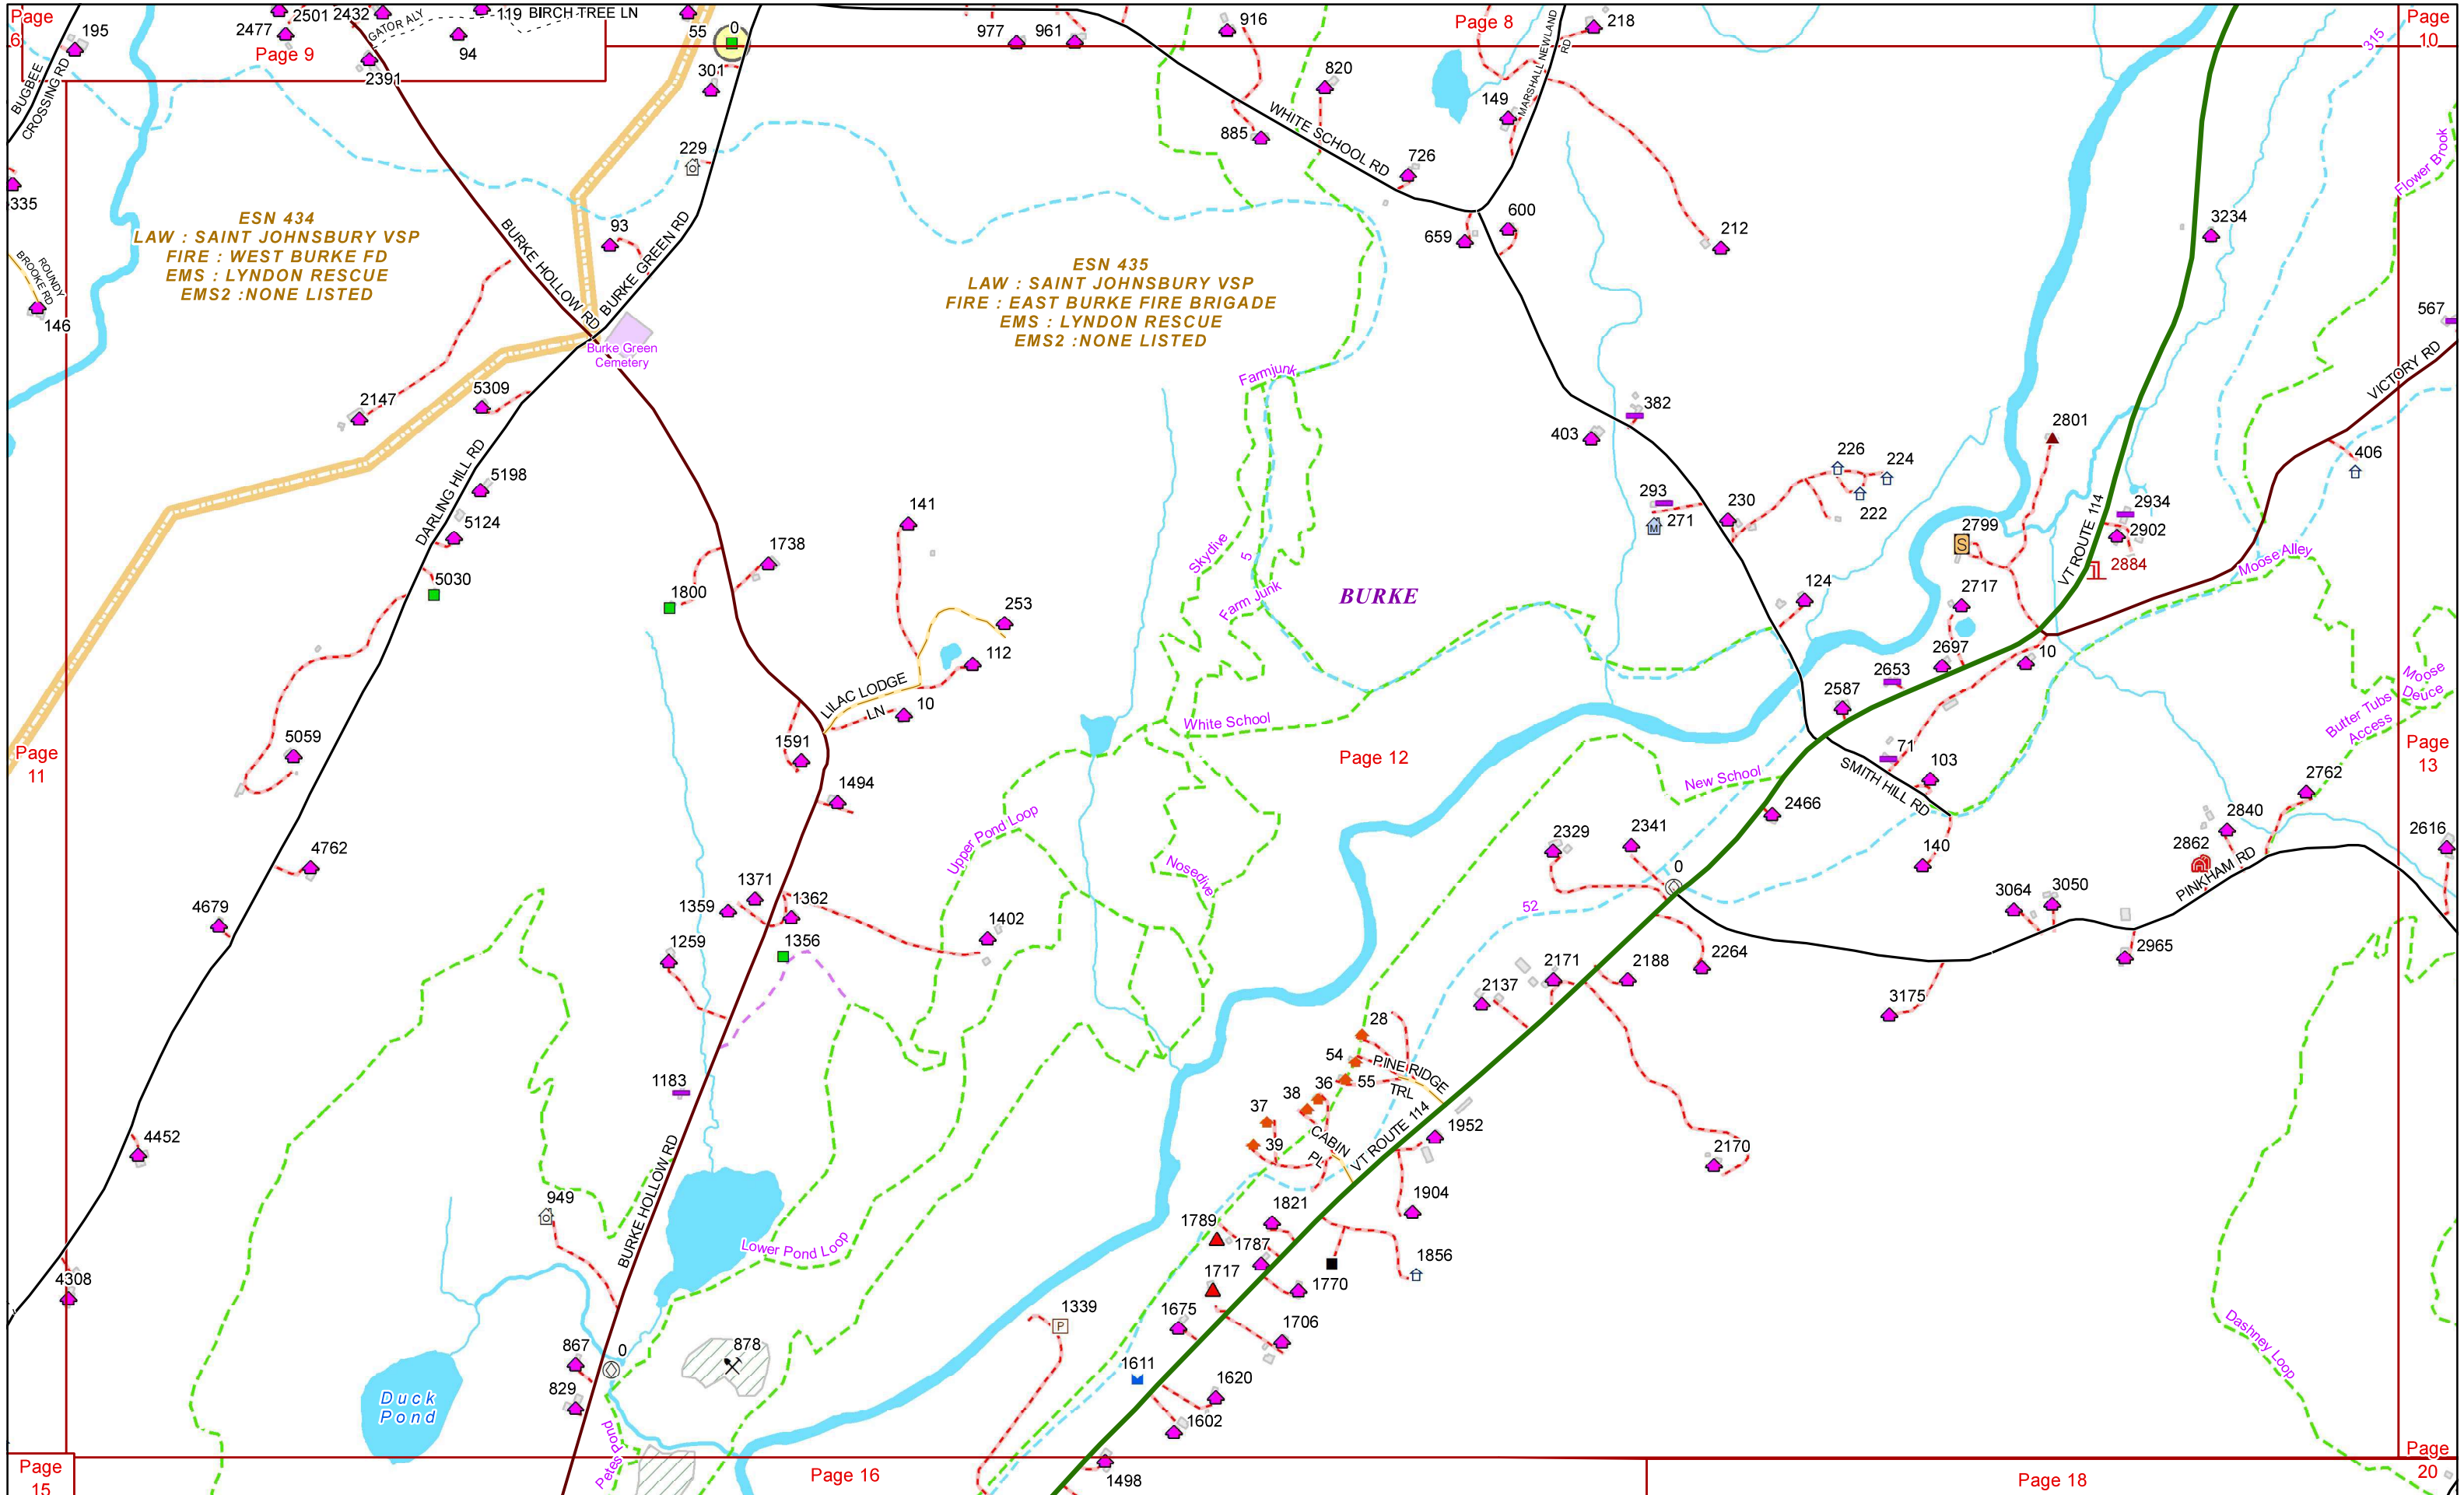 Page
6
195
2477
2501
2432
GATOR ALY
119
BIRCH TREE LN
94
2391
Page 9
55
0
301
977
961
916
Page 8
218
MARSHALL NEWLAND
RD
Page
10
315
BUGBEE
CROSSING RD
335
820
149
885
WHITE SCHOOL RD
726
229
93
BURKE GREEN RD
BURKE HOLLOW RD
ESN 434
LAW : SAINT JOHNSBURY VSP
FIRE : WEST BURKE FD
EMS : LYNDON RESCUE
EMS2 :NONE LISTED
ROUNDY
BROOKE RD
146
ESN 435
LAW : SAINT JOHNSBURY VSP
FIRE : EAST BURKE FIRE BRIGADE
EMS : LYNDON RESCUE
EMS2 :NONE LISTED
659
600
212
3234
Flower Brook
567
VICTORY RD
Burke Green
Cemetery
2147
5309
Farmjunk
382
403
2801
406
DARLING HILL RD
5198
5124
5030
141
1738
1800
Skydive
5
Farm Junk
BURKE
293
271
M
230
226
224
222
2799
S
VT ROUTE 114
2934
2902
2884
Moose Alley
253
112
LILAC LODGE
LN
10
124
2717
2697
2653
10
2587
Moose
Deuce
Butter Tubs
Access
Page
11
5059
1591
1494
White School
Page 12
New School
71
103
SMITH HILL RD
Page
13
2762
2840
2862
2616
PINKHAM RD
4762
4679
Upper Pond Loop
Nosedive
2466
2329
2341
0
140
52
3064
3050
2965
3175
1371
1359
1362
1356
1259
1402
2264
2188
2171
2137
28
54
PINE RIDGE
TRL
55
36
38
37
39
CABIN
PL
VT ROUTE 114
1952
2170
1183
4452
949
BURKE HOLLOW RD
Lower Pond Loop
1821
1789
1787
1904
1856
1770
1717
1675
1706
4308
1339
P
1611
1620
1602
Dashney Loop
867
0
878
829
Duck
Pond
Petes Pond
1498
Page
15
Page 16
Page 18
Page
20